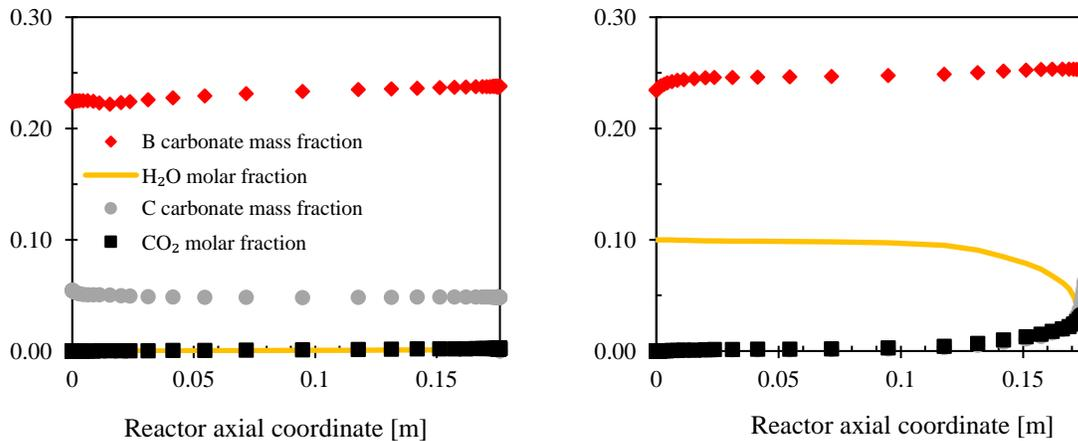 0.30
0.20
0.10
0.00
B carbonate mass fraction
H₂O molar fraction
C carbonate mass fraction
CO₂ molar fraction
0 0.05 0.1 0.15
Reactor axial coordinate [m]
0.30
0.20
0.10
0.00
0 0.05 0.1 0.15
Reactor axial coordinate [m]